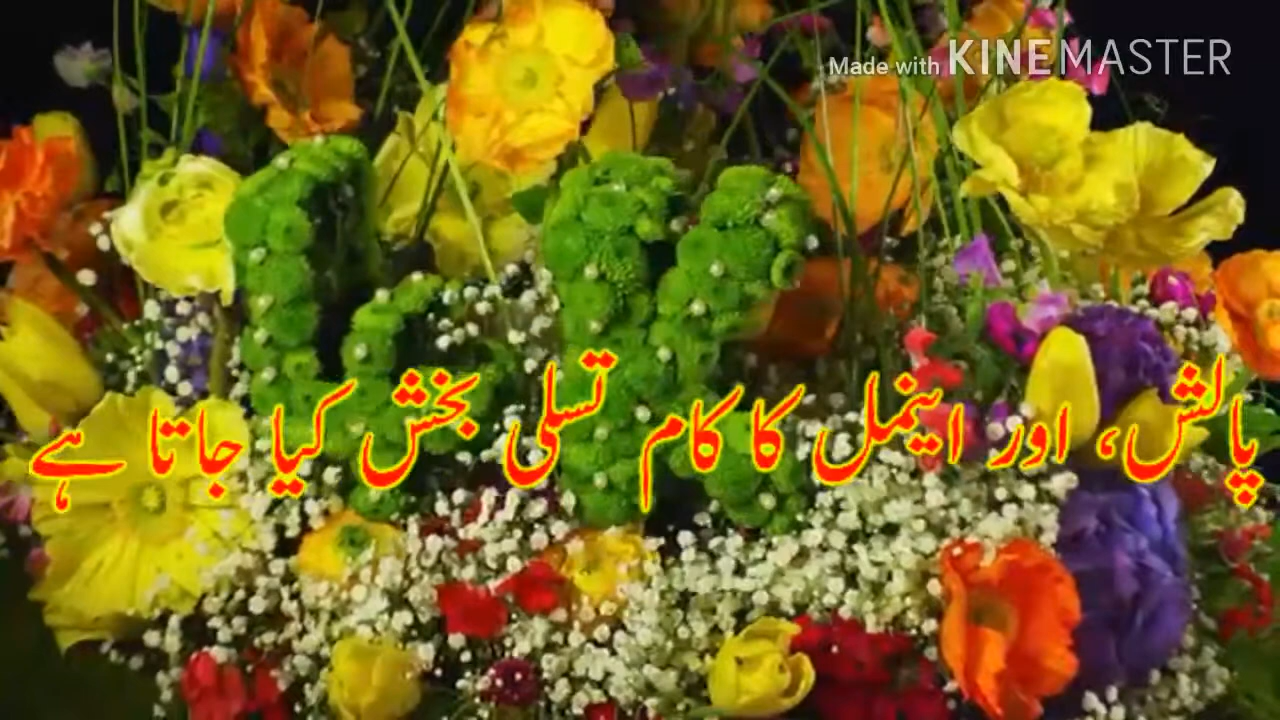 Made with KINEMASTER
پالش، اور اینمل کا کام تسلی بخش کیا جاتا ہے